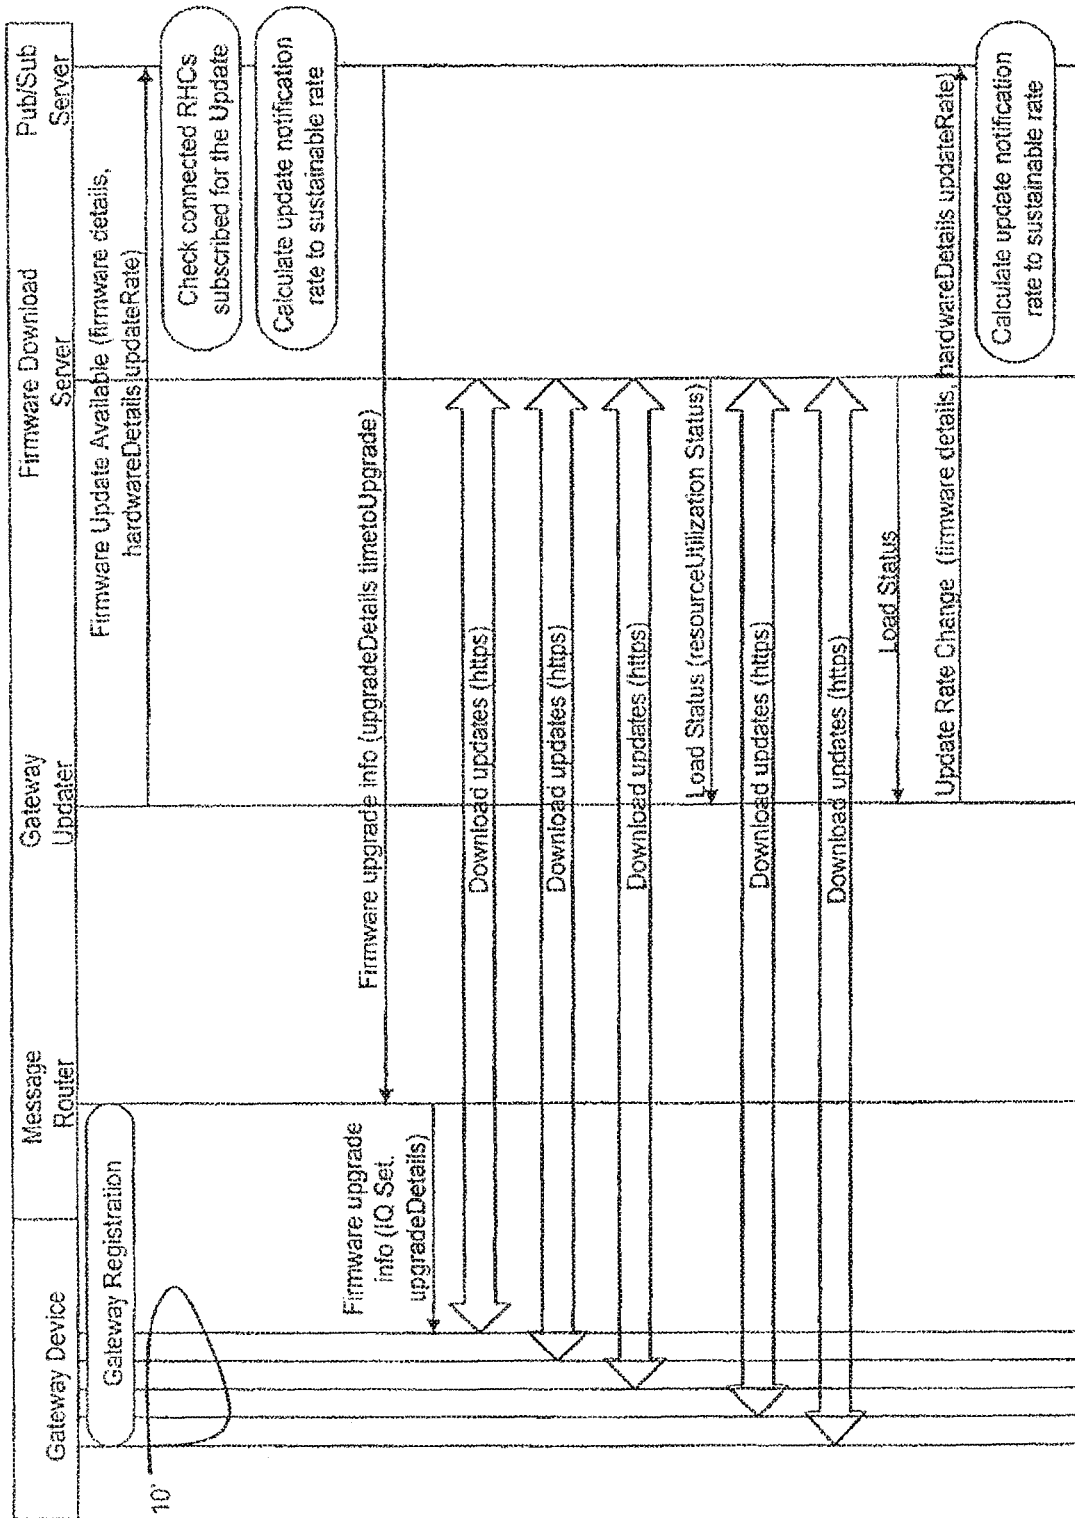 Gateway Device
Message
Router
Gateway
Updater
Firmware Download
Server
Pub/Sub
Server
Gateway Registration
10'
Firmware Update Available (firmware details,
hardwareDetails updateRate)
Check connected RHCs
subscribed for the Update
Calculate update notification
rate to sustainable rate
Firmware upgrade info (upgradeDetails timetoUpgrade)
Firmware upgrade
info (IQ Set.
upgradeDetails)
Download updates (https)
Download updates (https)
Download updates (https)
Load Status (resourceUtilization Status)
Download updates (https)
Download updates (https)
Load Status
Update Rate Change (firmware details, hardwareDetails updateRate)
Calculate update notification
rate to sustainable rate